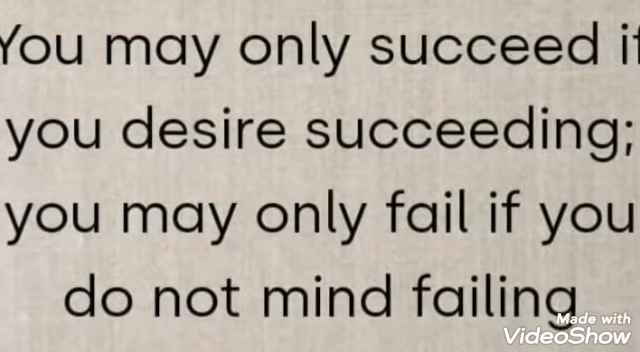 You may only succeed if
you desire succeeding;
you may only fail if you
do not mind failing
Made with
VideoShow